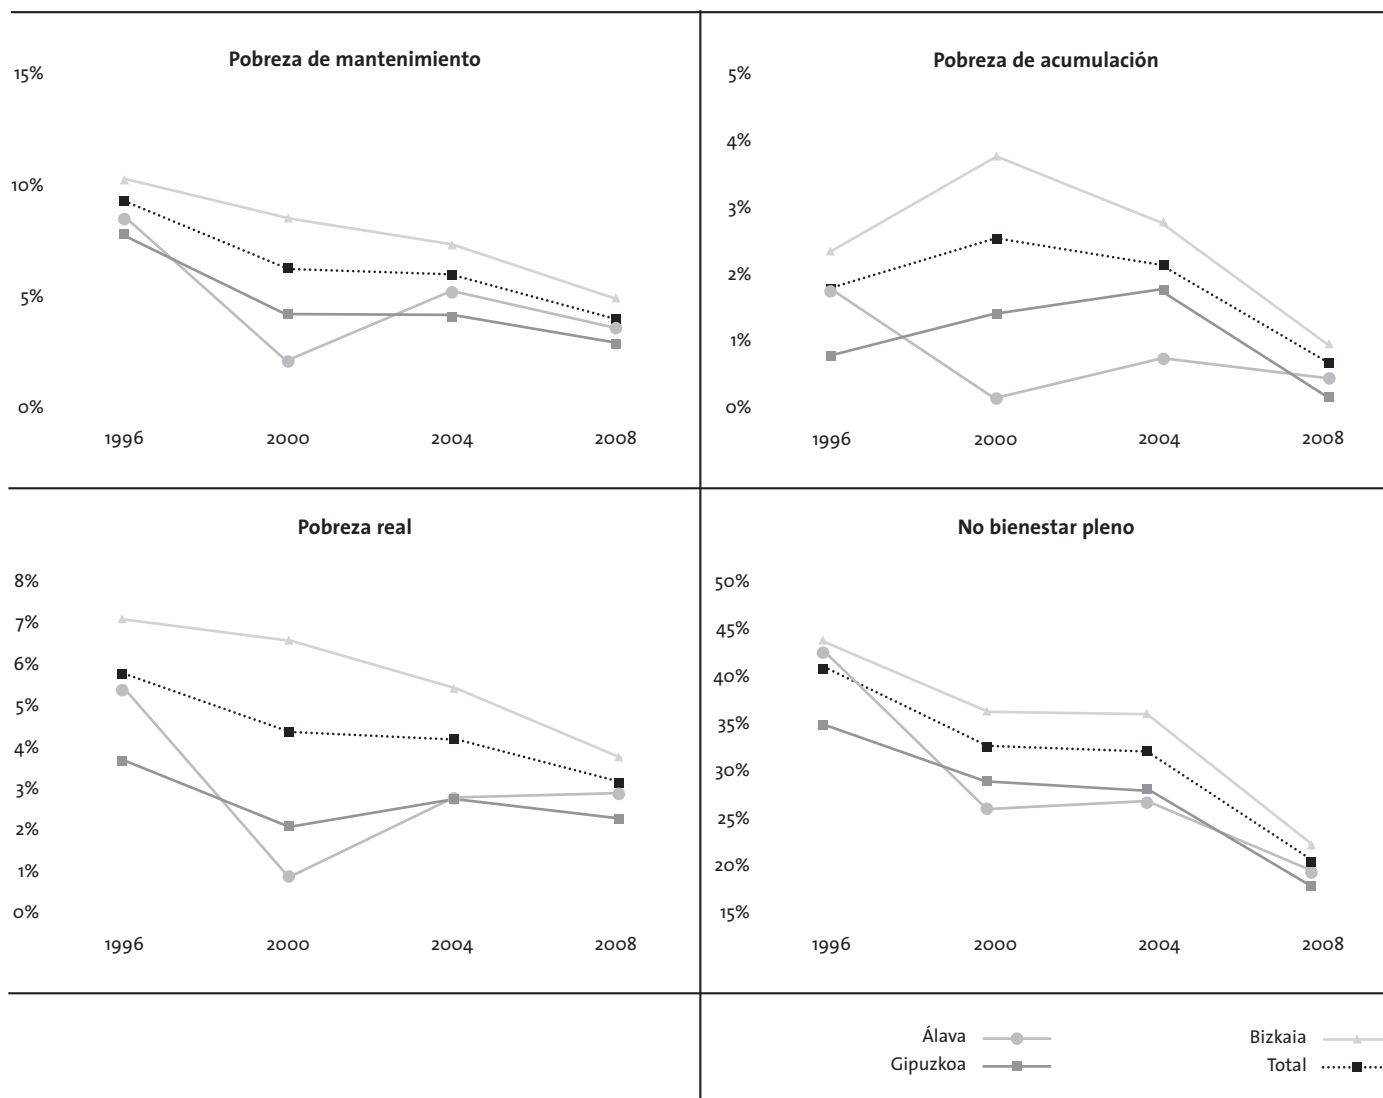 Pobreza de mantenimiento
15%
10%
5%
0%
1996 2000 2004 2008
Pobreza de acumulación
5%
4%
3%
2%
1%
0%
1996 2000 2004 2008
Pobreza real
8%
7%
6%
5%
4%
3%
2%
1%
0%
1996 2000 2004 2008
No bienestar pleno
50%
45%
40%
35%
30%
25%
20%
15%
1996 2000 2004 2008
Álava Bizkaia
Gipuzkoa Total